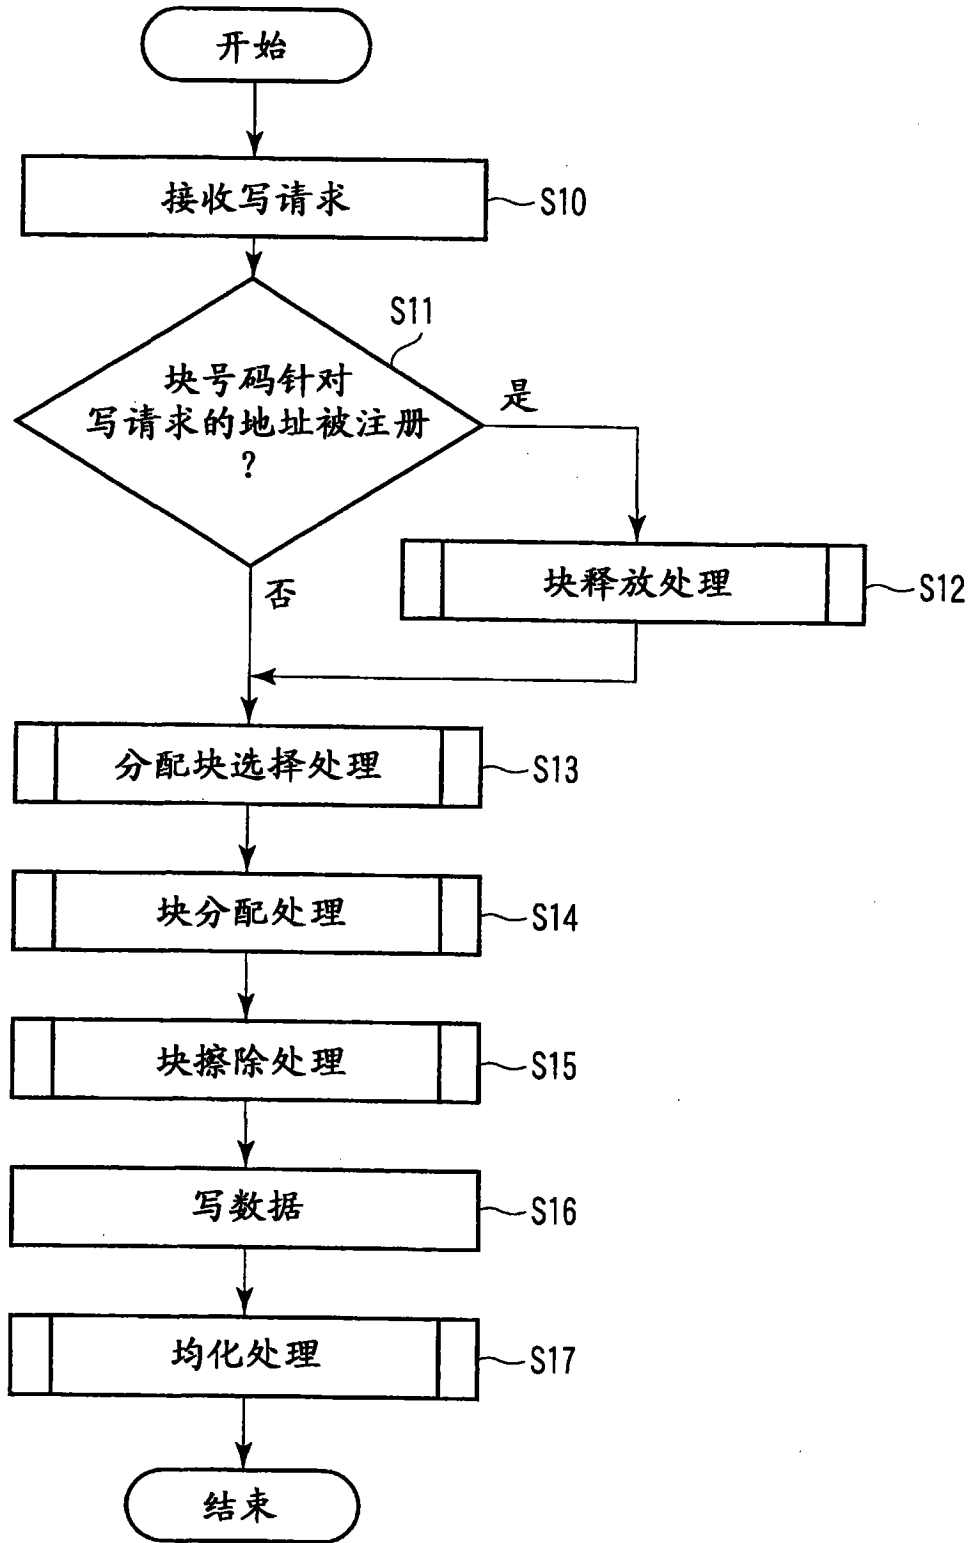 开始
接收写请求
S10
S11
块号码针对
写请求的地址被注册
?
是
否
块释放处理
S12
分配块选择处理
S13
块分配处理
S14
块擦除处理
S15
写数据
S16
均化处理
S17
结束